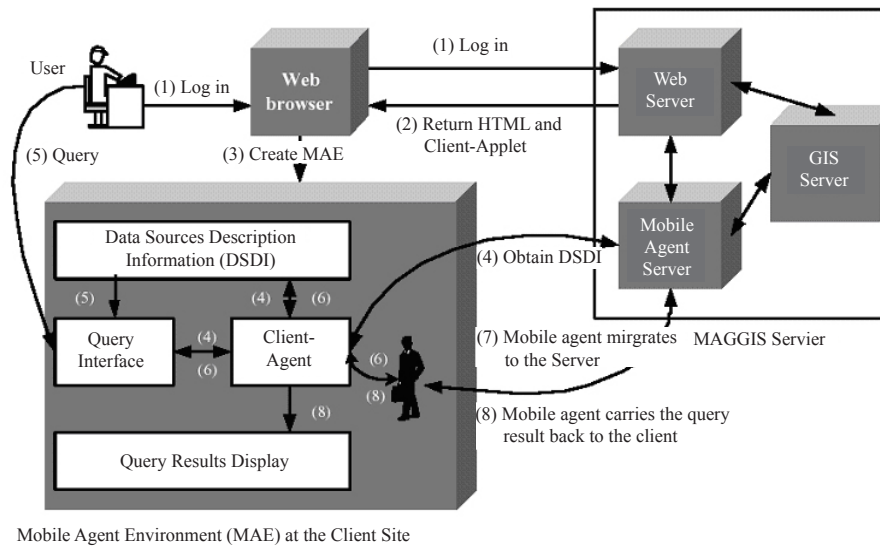 User
(1) Log in
Web
browser
(1) Log in
(2) Return HTML and
Client-Applet
Web
Server
GIS
Server
Mobile
Agent
Server
MAGGIS Servier
(5) Query
(3) Create MAE
Data Sources Description
Information (DSDI)
(5)
(4)
(6)
(4) Obtain DSDI
Query
Interface
(4)
(6)
Client-
Agent
(6)
(8)
(7) Mobile agent mirgrates
to the Server
(8)
(8) Mobile agent carries the query
result back to the client
Query Results Display
Mobile Agent Environment (MAE) at the Client Site